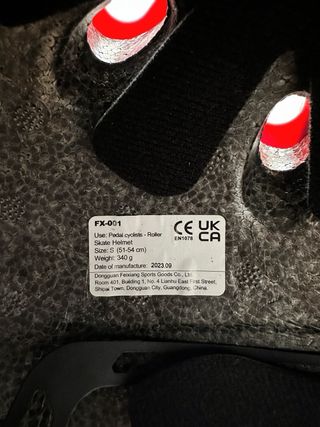 FX-001
Use: Pedal cyclists - Roller
Skate Helmet
Size: S (51-54 cm)
Weight: 340 g
Date of manufacture: 2023.09
CE
EN1078
UK
CA
Dongguan Feixiang Sports Goods Co., Ltd.
Room 401, Building 1, No. 4 Lianhu East First Street,
Shipai Town, Dongguan City, Guangdong, China.